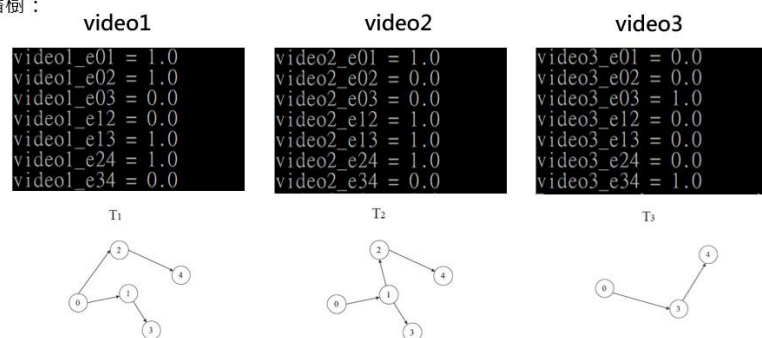 階樹：
video1 video2 video3
video1_e01 = 1.0
video1_e02 = 1.0
video1_e03 = 0.0
video1_e12 = 0.0
video1_e13 = 1.0
video1_e24 = 1.0
video1_e34 = 0.0
video2_e01 = 1.0
video2_e02 = 0.0
video2_e03 = 0.0
video2_e12 = 1.0
video2_e13 = 1.0
video2_e24 = 1.0
video2_e34 = 0.0
video3_e01 = 0.0
video3_e02 = 0.0
video3_e03 = 1.0
video3_e12 = 0.0
video3_e13 = 0.0
video3_e24 = 0.0
video3_e34 = 1.0
T1
2
4
0
1
3
T2
2
4
0
1
3
T3
4
0
3